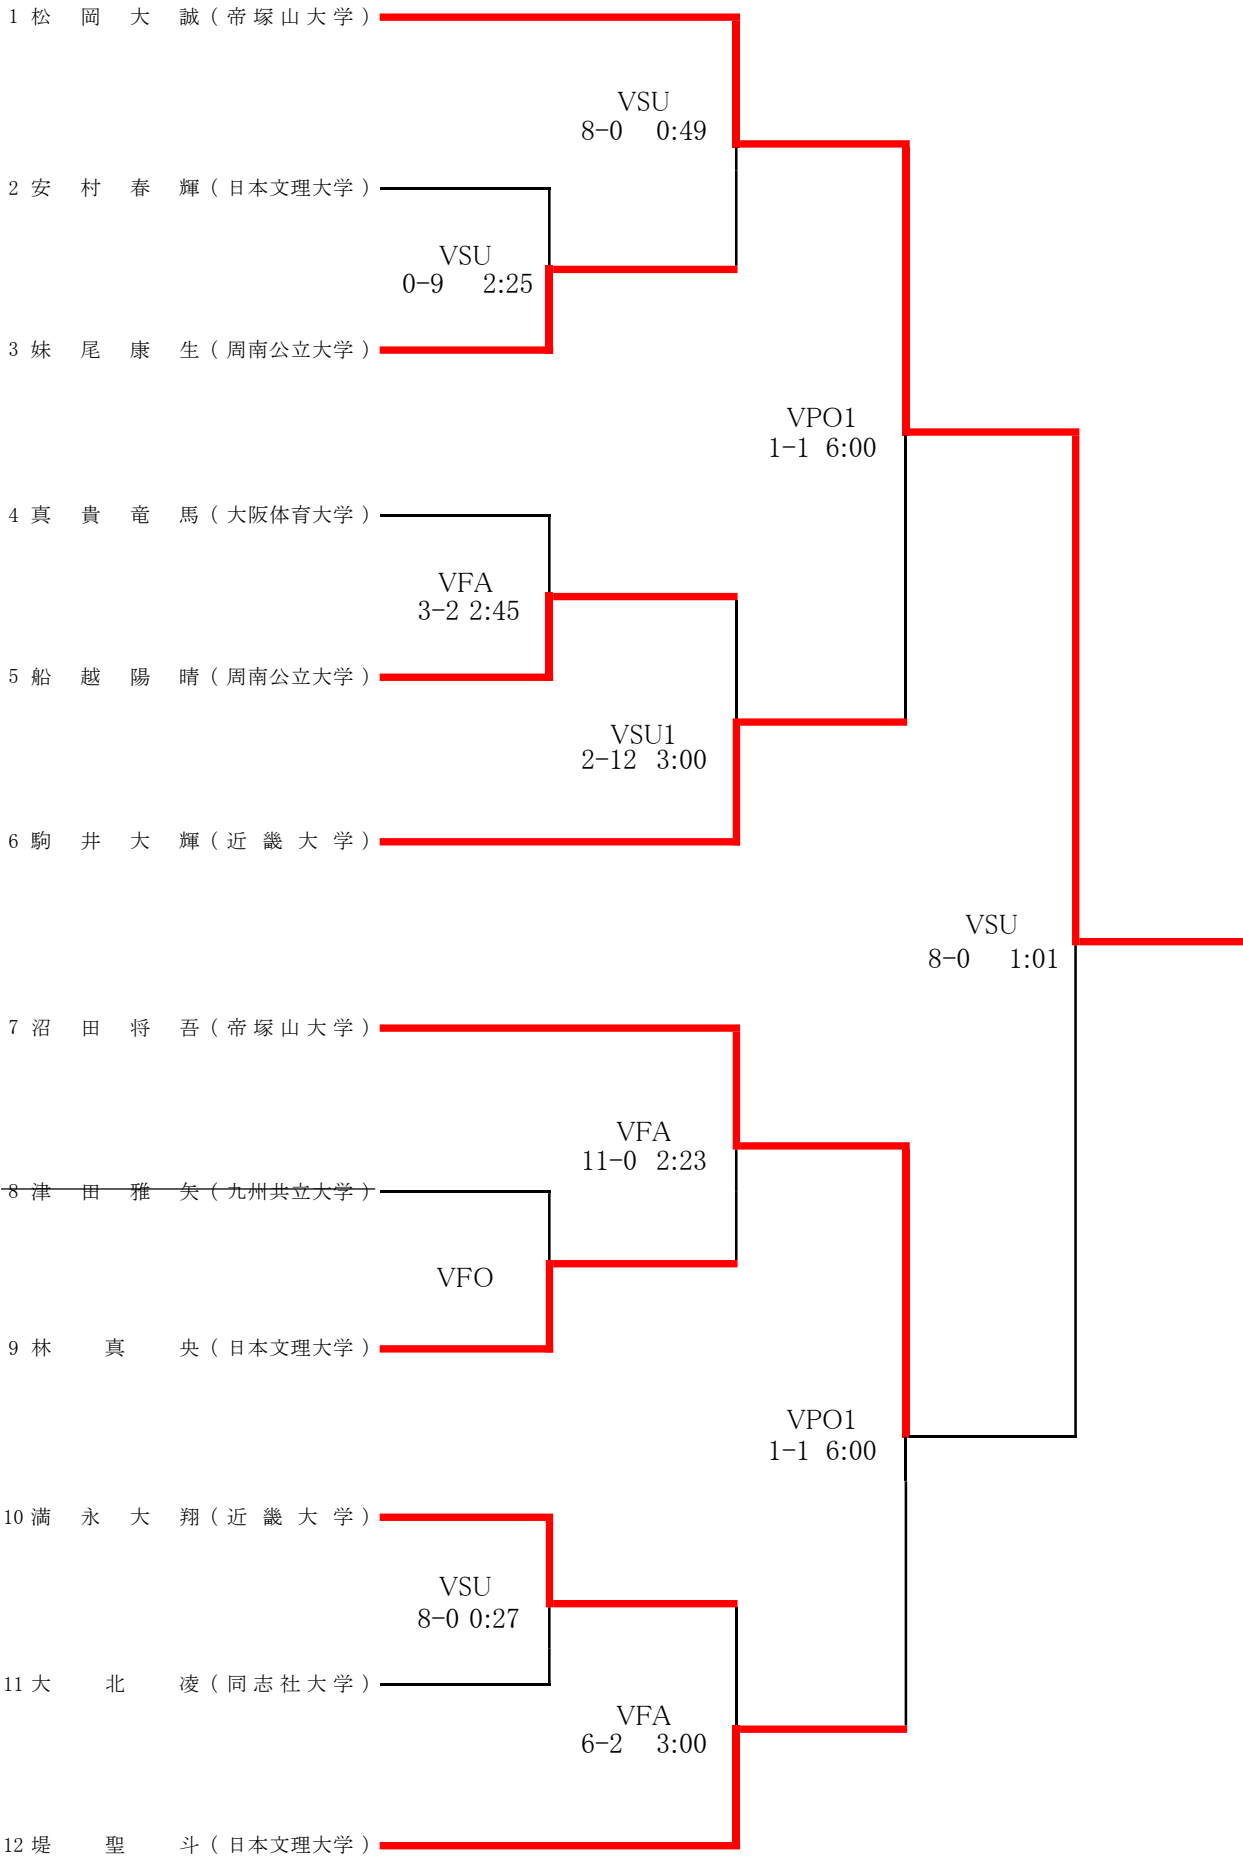 1 松岡大誠（帝塚山大学）
VSU
8-0 0:49
2 安村春輝（日本文理大学）
VSU
0-9 2:25
3 妹尾康生（周南公立大学）
VPO1
1-1 6:00
4 真貴竜馬（大阪体育大学）
VFA
3-2 2:45
5 船越陽晴（周南公立大学）
VSU1
2-12 3:00
6 駒井大輝（近畿大学）
VSU
8-0 1:01
7 沼田将吾（帝塚山大学）
VFA
11-0 2:23
8 津田雅矢（九州共立大学）
VFO
9 林真央（日本文理大学）
VPO1
1-1 6:00
10 満永大翔（近畿大学）
VSU
8-0 0:27
11 大北凌（同志社大学）
VFA
6-2 3:00
12 堤聖斗（日本文理大学）